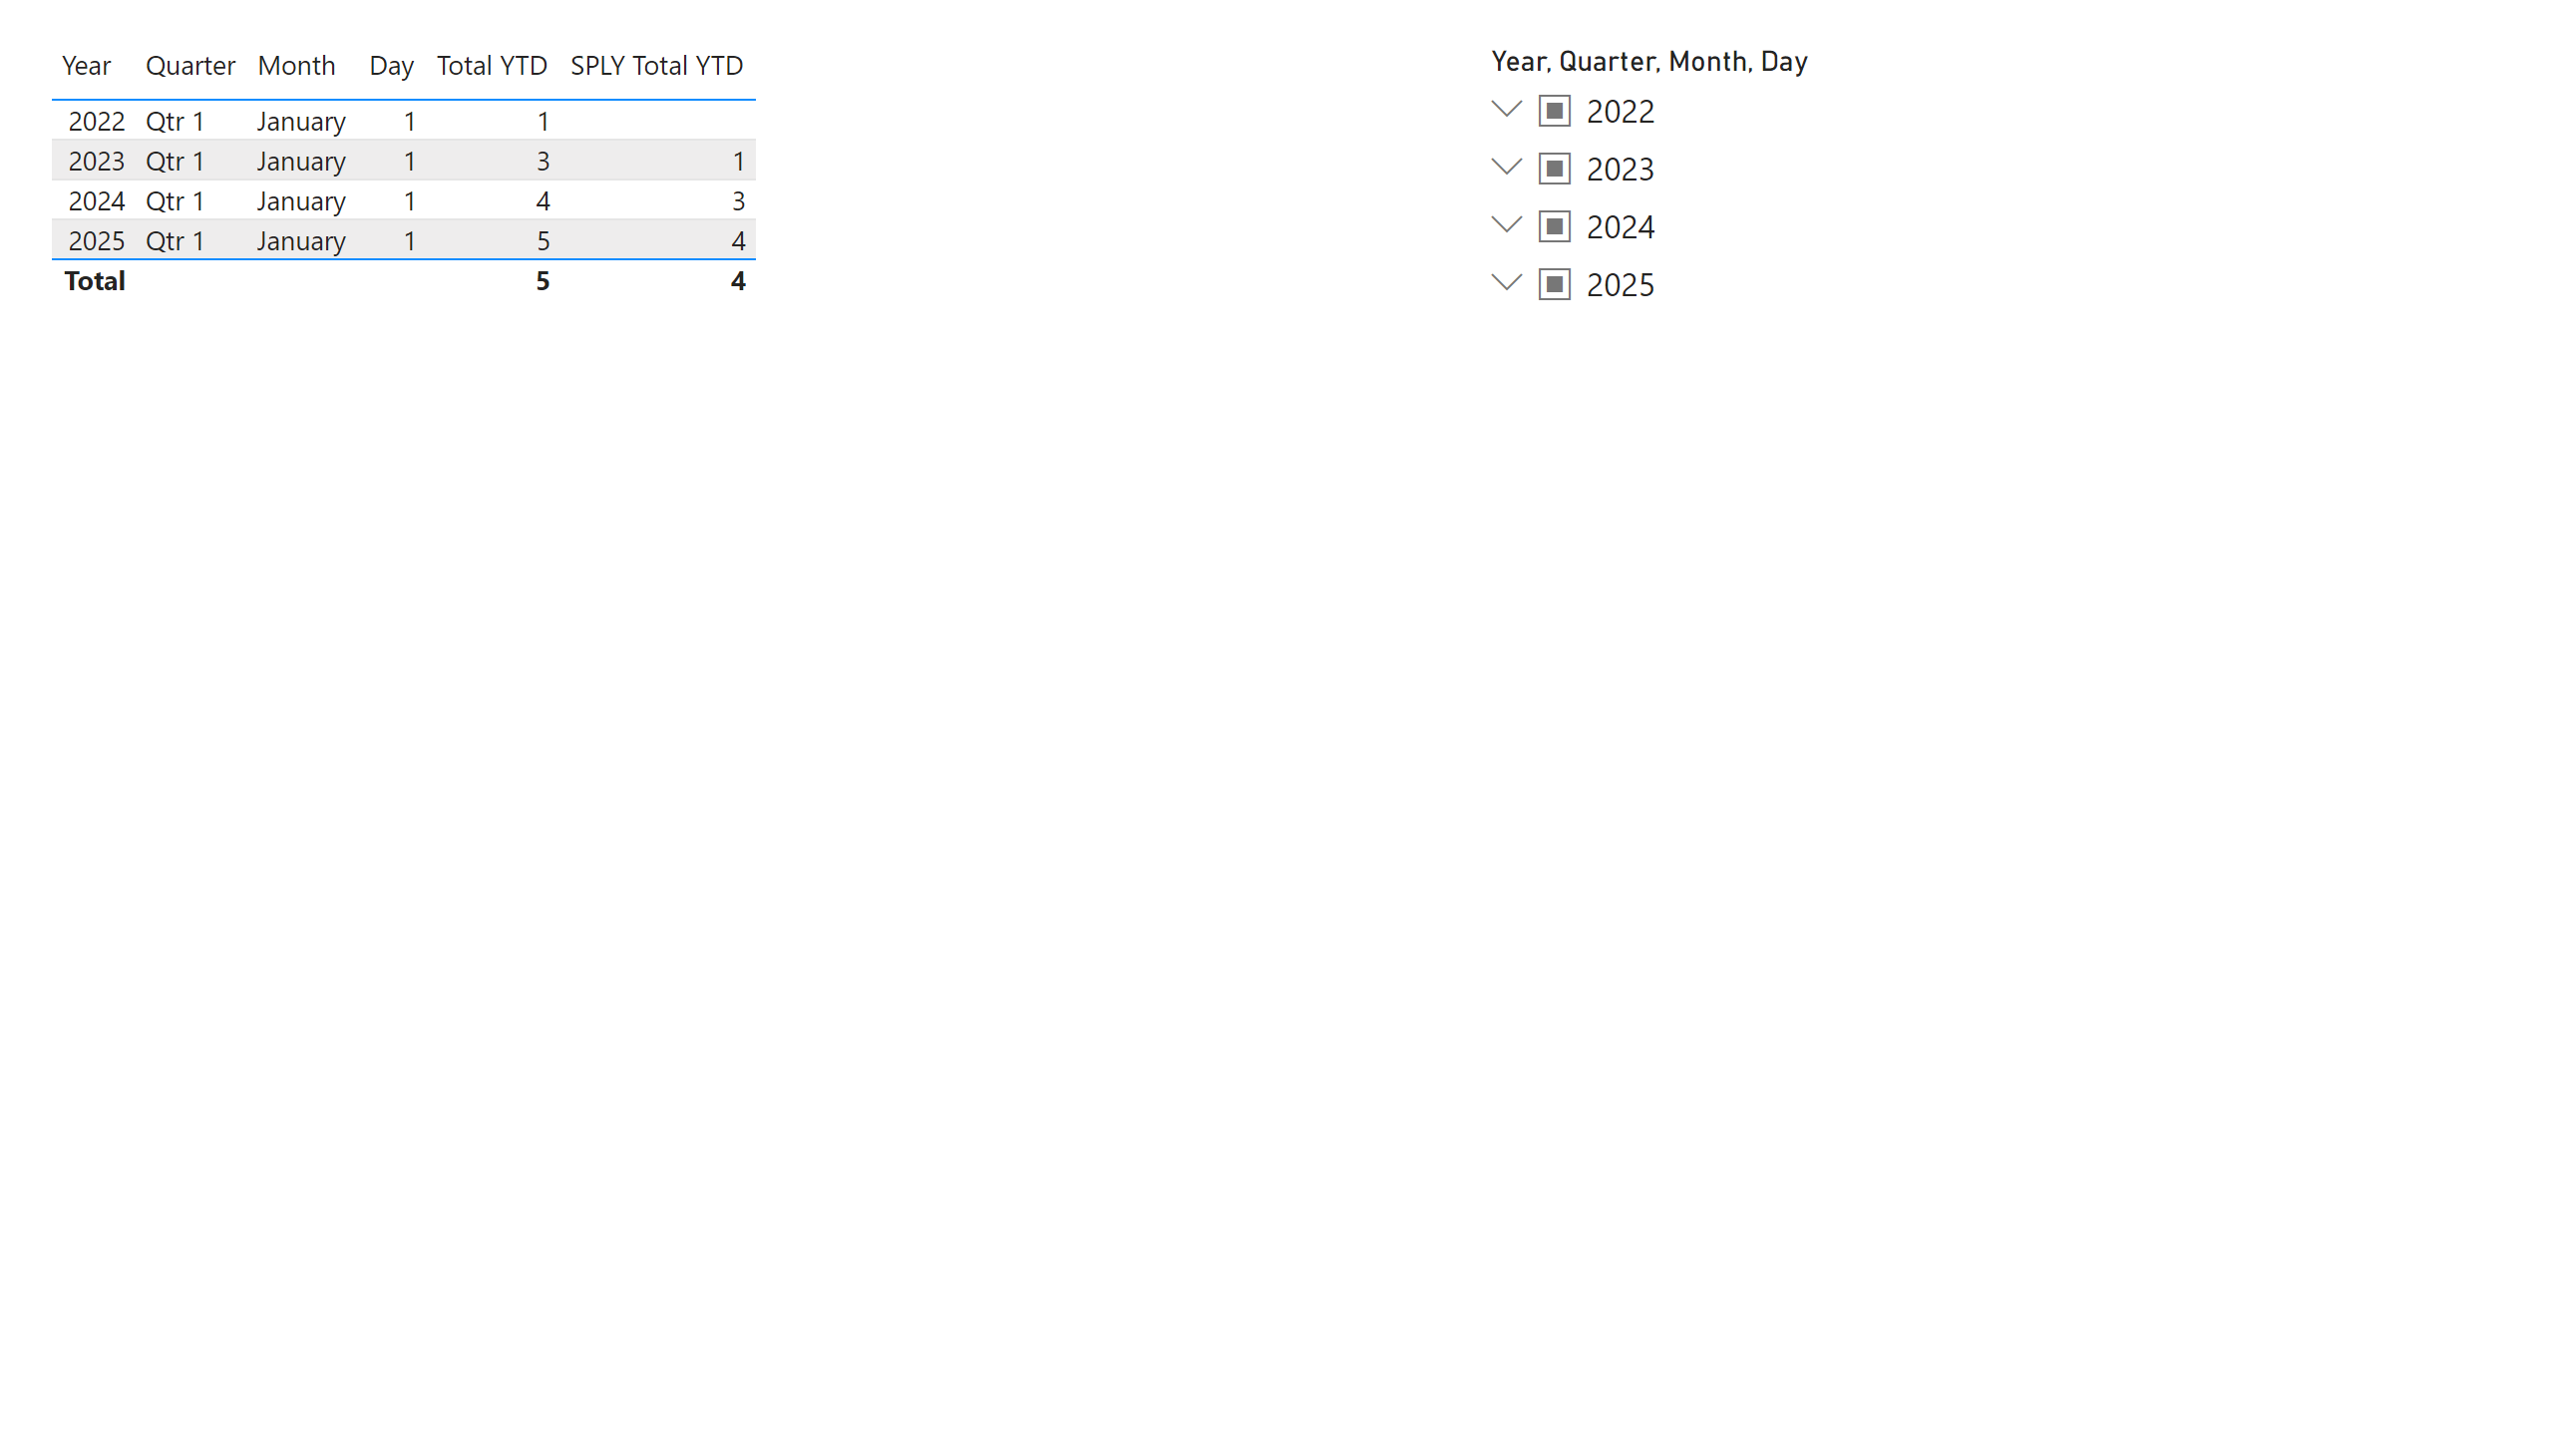 Year Quarter Month Day Total YTD SPLY Total YTD
2022 Qtr 1 January 1 1
2023 Qtr 1 January 1 3 1
2024 Qtr 1 January 1 4 3
2025 Qtr 1 January 1 5 4
Total 5 4
Year, Quarter, Month, Day
2022
2023
2024
2025